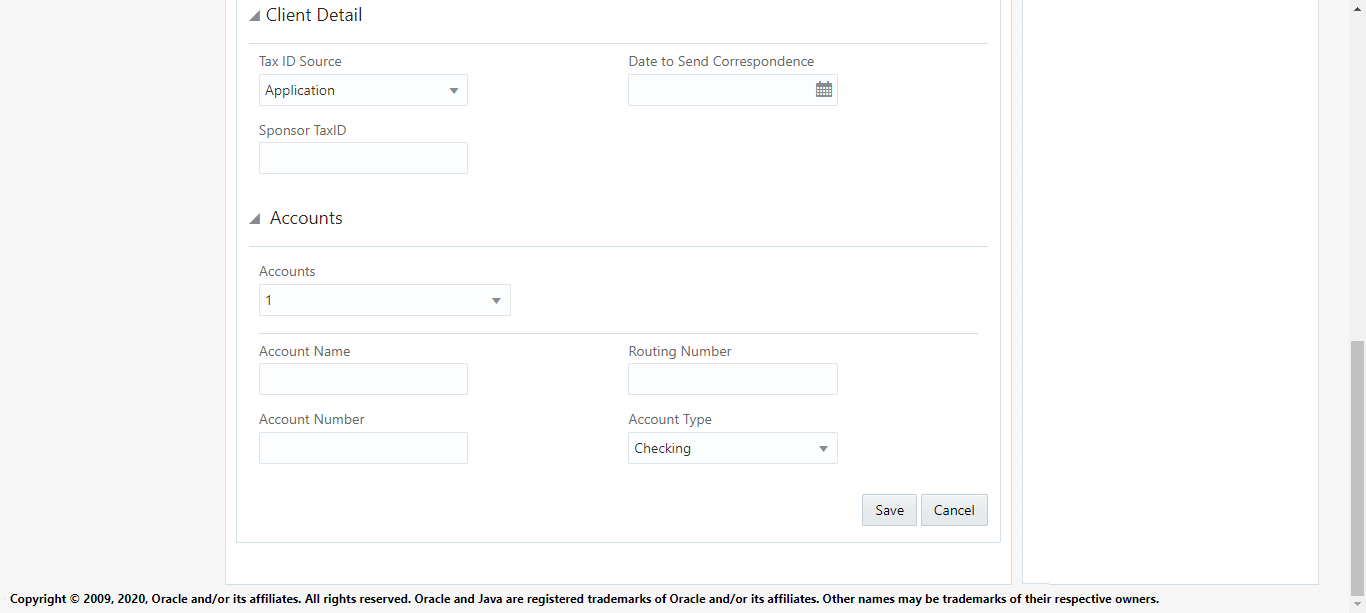 Client Detail
Tax ID Source
Date to Send Correspondence
Application
Sponsor TaxID
Accounts
Accounts
1
Account Name
Routing Number
Account Number
Account Type
Checking
Save
Cancel
Copyright © 2009, 2020, Oracle and/or its affiliates. All rights reserved. Oracle and Java are registered trademarks of Oracle and/or its affiliates. Other names may be trademarks of their respective owners.